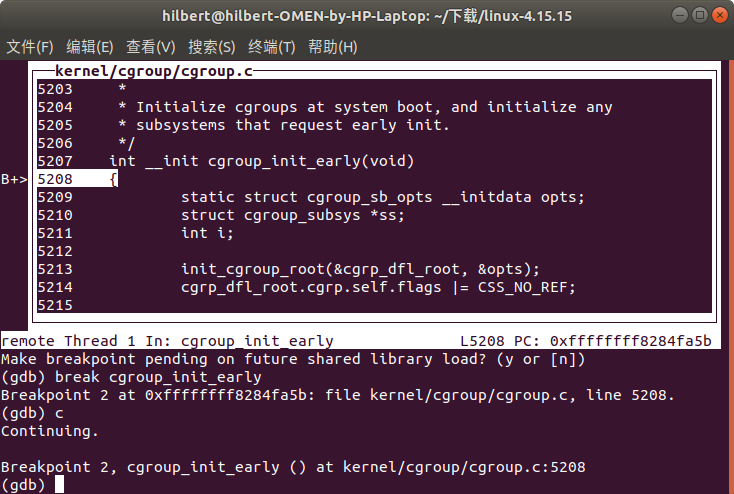 hilbert@hilbert-OMEN-by-HP-Laptop: ~/下载/linux-4.15.15
文件(F) 编辑(E) 查看(V) 搜索(S) 终端(T) 帮助(H)
kernel/cgroup/cgroup.c
5203     *
5204     * Initialize cgroups at system boot, and initialize any
5205     * subsystems that request early init.
5206     */
5207    int __init cgroup_init_early(void)
B+> 5208    {
5209            static struct cgroup_sb_opts __initdata opts;
5210            struct cgroup_subsys *ss;
5211            int i;
5212
5213            init_cgroup_root(&cgrp_dfl_root, &opts);
5214            cgrp_dfl_root.cgrp.self.flags |= CSS_NO_REF;
5215
remote Thread 1 In: cgroup_init_early L5208 PC: 0xffffffff8284fa5b
Make breakpoint pending on future shared library load? (y or [n])
(gdb) break cgroup_init_early
Breakpoint 2 at 0xffffffff8284fa5b: file kernel/cgroup/cgroup.c, line 5208.
(gdb) c
Continuing.
Breakpoint 2, cgroup_init_early () at kernel/cgroup/cgroup.c:5208
(gdb)